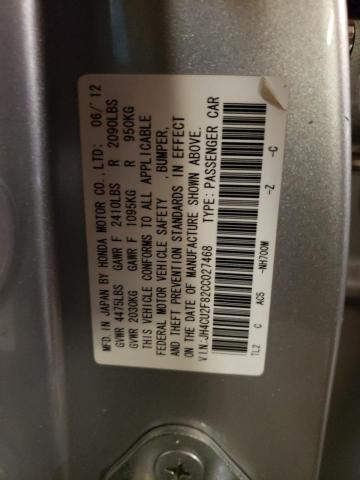 MFD. IN JAPAN BY HONDA MOTOR CO., LTD: 06/'12
GVWR 4475LBS GAWR F 2410LBS R 2090LBS
GVWR 2030KG GAWR F 1095KG R 950KG
THIS VEHICLE CONFORMS TO ALL APPLICABLE
FEDERAL MOTOR VEHICLE SAFETY ,BUMPER,
AND THEFT PREVENTION STANDARDS IN EFFECT
ON THE DATE OF MANUFACTURE SHOWN ABOVE.
VIN:JH4CU2F82CC027468 TYPE: PASSENGER CAR
AC5 -NH700M -Z -C
TL2 C